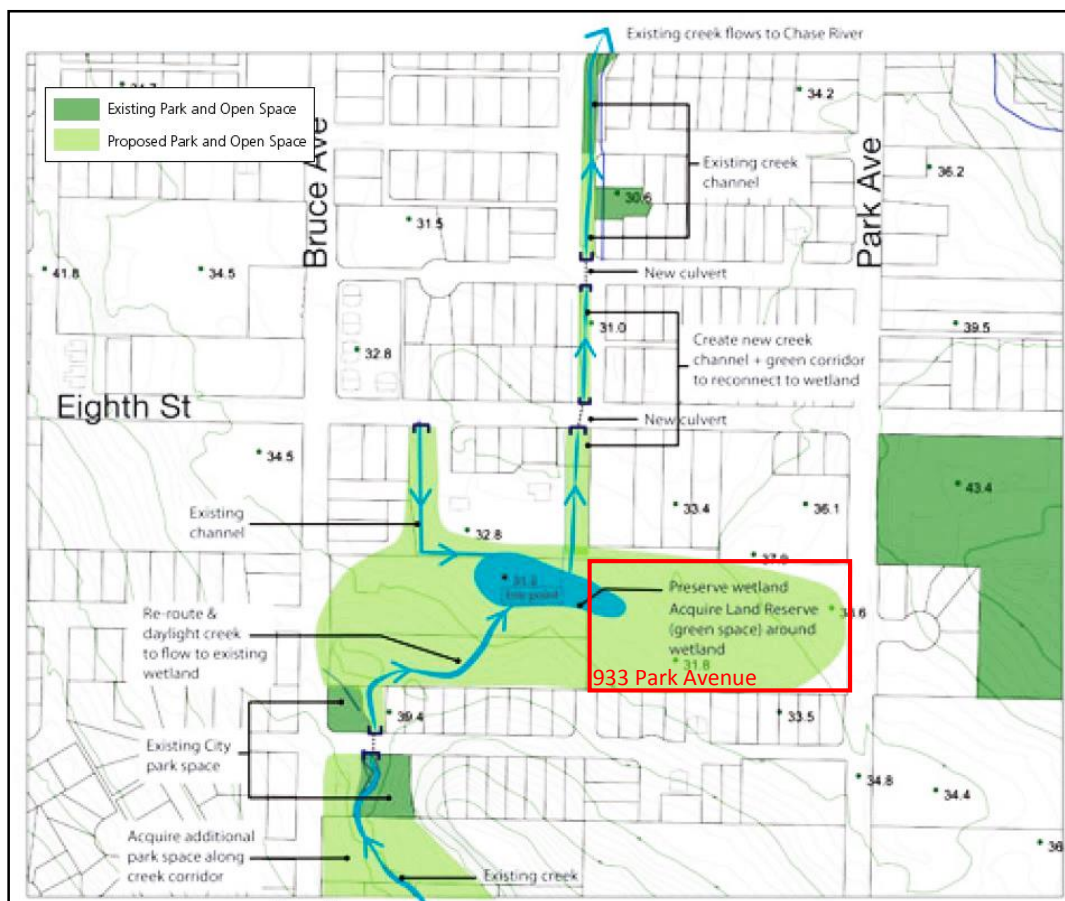 Existing creek flows to Chase River
Existing Park and Open Space
Proposed Park and Open Space
34.2
Bruce Ave
Existing creek
channel
Park Ave
36.2
30.6
31.5
41.8
34.5
New culvert
31.0
39.5
32.8
Create new creek
channel + green corridor
to reconnect to wetland
Eighth St
New culvert
34.5
43.4
Existing
channel
33.4
36.1
32.8
Preserve wetland
Acquire Land Reserve
(green space) around
wetland
31.8
933 Park Avenue
Re-route &
daylight creek
to flow to existing
wetland
39.4
33.5
Existing City
park space
34.8
34.4
Acquire additional
park space along
creek corridor
Existing creek